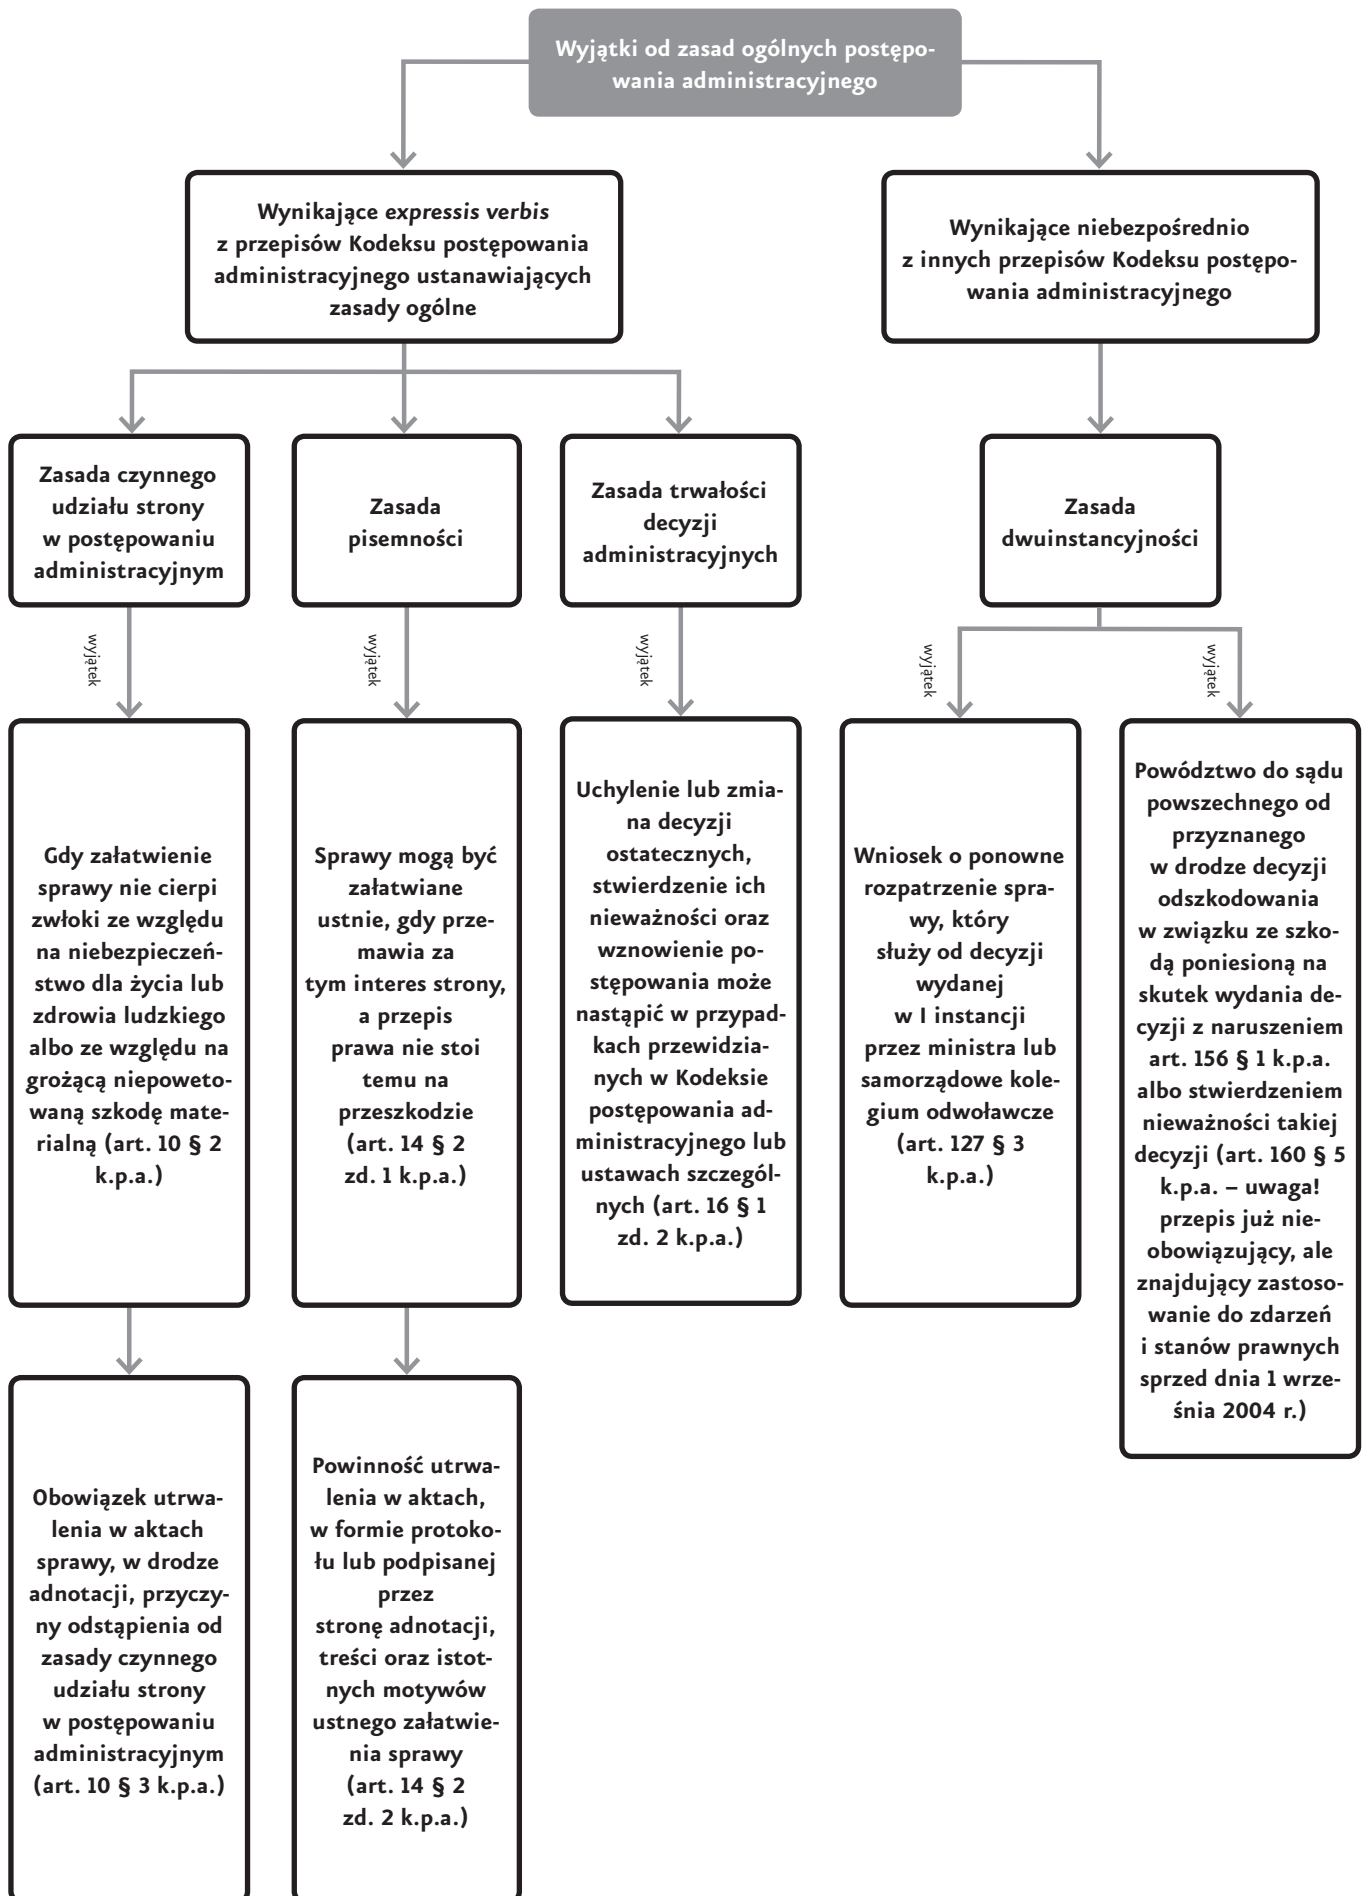 Wyjątki od zasad ogólnych postępo-
wania administracyjnego
Wynikające expressis verbis
z przepisów Kodeksu postępowania
administracyjnego ustanawiających
zasady ogólne
Wynikające niebezpośrednio
z innych przepisów Kodeksu postępo-
wania administracyjnego
Zasada czynnego
udziału strony
w postępowaniu
administracyjnym
Zasada
pisemności
Zasada trwałości
decyzji
administracyjnych
Zasada
dwuinstancyjności
wyjątek
wyjątek
wyjątek
wyjątek
wyjątek
Gdy załatwienie
sprawy nie cierpi
zwłoki ze względu
na niebezpieczeń-
stwo dla życia lub
zdrowia ludzkiego
albo ze względu na
grożącą niepoweto-
waną szkodę mate-
rialną (art. 10 § 2
k.p.a.)
Sprawy mogą być
załatwiane
ustnie, gdy prze-
mawia za
tym interes strony,
a przepis
prawa nie stoi
temu na
przeszkodzie
(art. 14 § 2
zd. 1 k.p.a.)
Uchylenie lub zmia-
na decyzji
ostatecznych,
stwierdzenie ich
nieważności oraz
wznowienie po-
stępowania może
nastąpić w przypad-
kach przewidzia-
nych w Kodeksie
postępowania ad-
ministracyjnego lub
ustawach szczegól-
nych (art. 16 § 1
zd. 2 k.p.a.)
Wniosek o ponowne
rozpatrzenie spra-
wy, który
służy od decyzji
wydanej
w I instancji
przez ministra lub
samorządowe kole-
gium odwoławcze
(art. 127 § 3
k.p.a.)
Powództwo do sądu
powszechnego od
przyznanego
w drodze decyzji
odszkodowania
w związku ze szko-
dą poniesioną na
skutek wydania de-
cyzji z naruszeniem
art. 156 § 1 k.p.a.
albo stwierdzeniem
nieważności takiej
decyzji (art. 160 § 5
k.p.a. – uwaga!
przepis już nie-
obowiązujący, ale
znajdujący zastoso-
wanie do zdarzeń
i stanów prawnych
sprzed dnia 1 wrze-
śnia 2004 r.)
Obowiązek utrwa-
lenia w aktach
sprawy, w drodze
adnotacji, przyczy-
ny odstąpienia od
zasady czynnego
udziału strony
w postępowaniu
administracyjnym
(art. 10 § 3 k.p.a.)
Powinność utrwa-
lenia w aktach,
w formie protoko-
łu lub podpisanej
przez
stronę adnotacji,
treści oraz istot-
nych motywów
ustnego załatwie-
nia sprawy
(art. 14 § 2
zd. 2 k.p.a.)